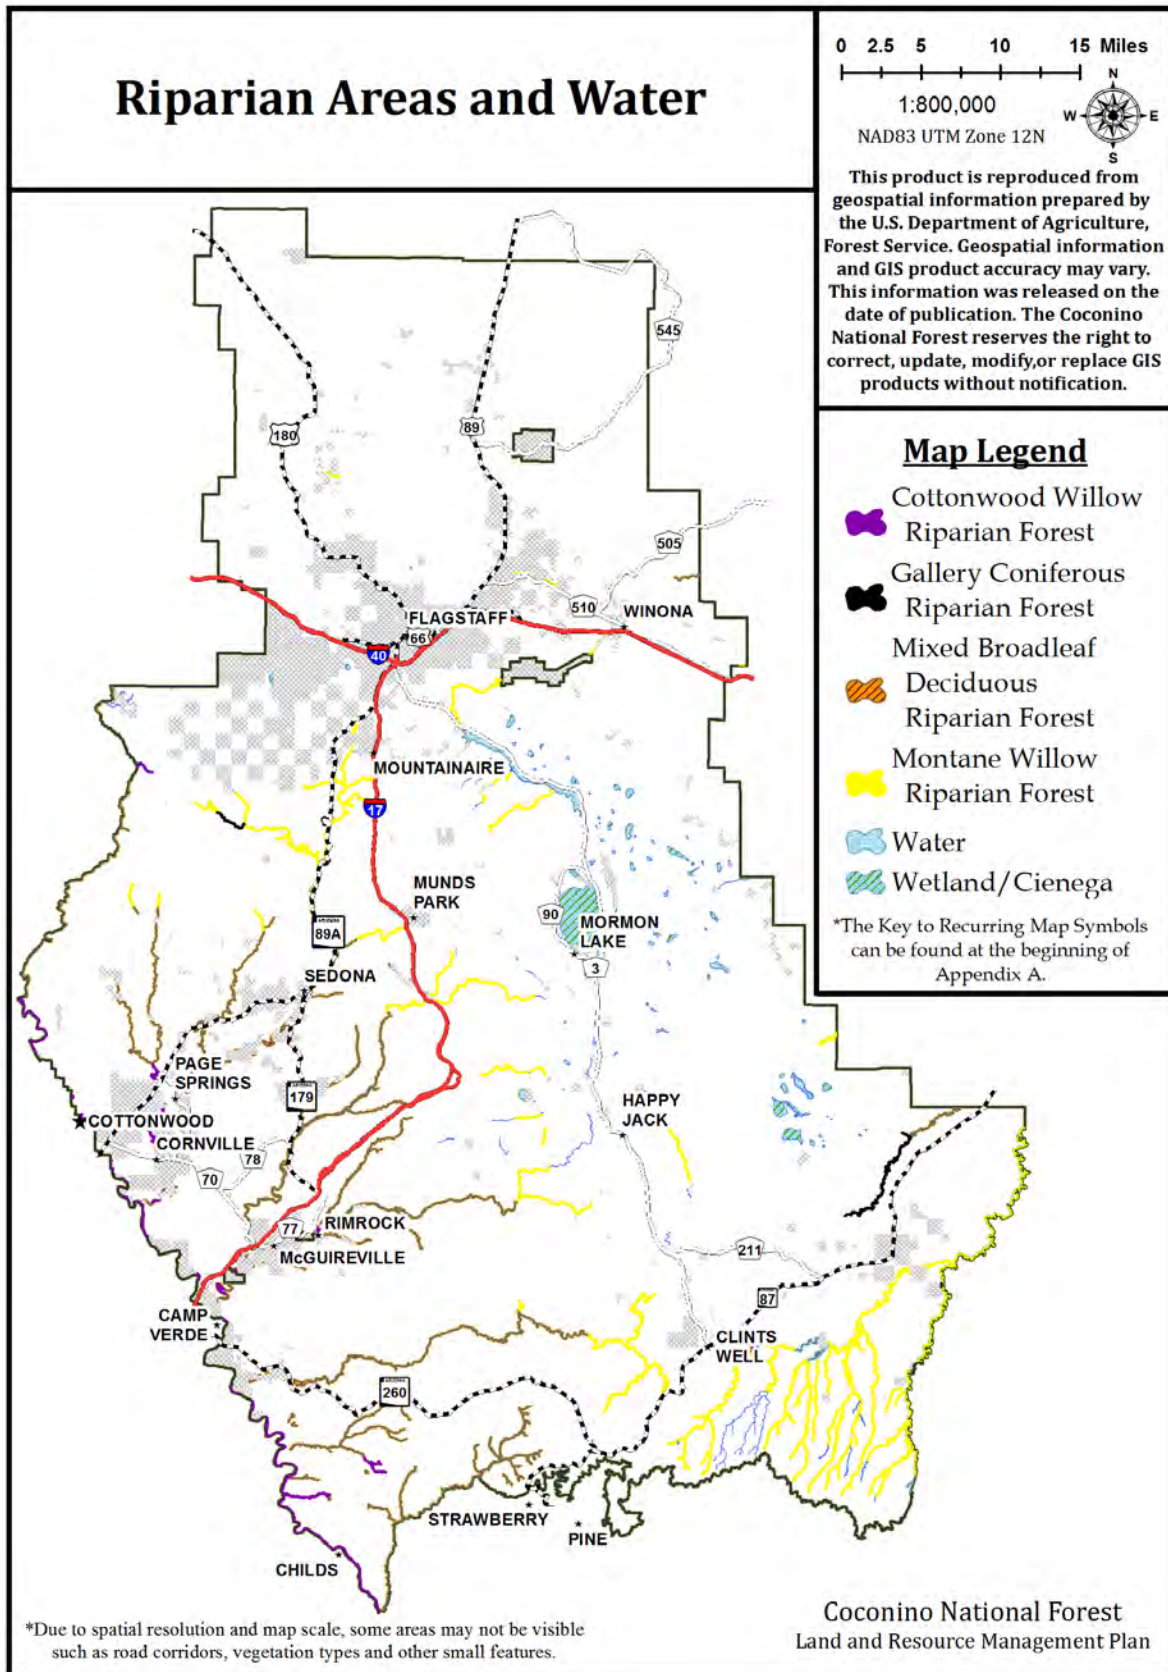 Riparian Areas and Water
0 2.5 5 10 15 Miles
1:800,000
NAD83 UTM Zone 12N
N
W E
S
This product is reproduced from
geospatial information prepared by
the U.S. Department of Agriculture,
Forest Service. Geospatial information
and GIS product accuracy may vary.
This information was released on the
date of publication. The Coconino
National Forest reserves the right to
correct, update, modify,or replace GIS
products without notification.
Map Legend
Cottonwood Willow
Riparian Forest
Gallery Coniferous
Riparian Forest
Mixed Broadleaf
Deciduous
Riparian Forest
Montane Willow
Riparian Forest
Water
Wetland/Cienega
*The Key to Recurring Map Symbols
can be found at the beginning of
Appendix A.
545
180
89
505
510
WINONA
FLAGSTAFF
66
40
MOUNTAINAIRE
17
MUNDS
PARK
90
MORMON
LAKE
89A
3
SEDONA
PAGE
SPRINGS
179
HAPPY
JACK
COTTONWOOD
CORNVILLE
78
70
77
RIMROCK
McGUIREVILLE
211
87
CAMP
VERDE
CLINTS
WELL
260
STRAWBERRY
PINE
CHILDS
*Due to spatial resolution and map scale, some areas may not be visible
such as road corridors, vegetation types and other small features.
Coconino National Forest
Land and Resource Management Plan